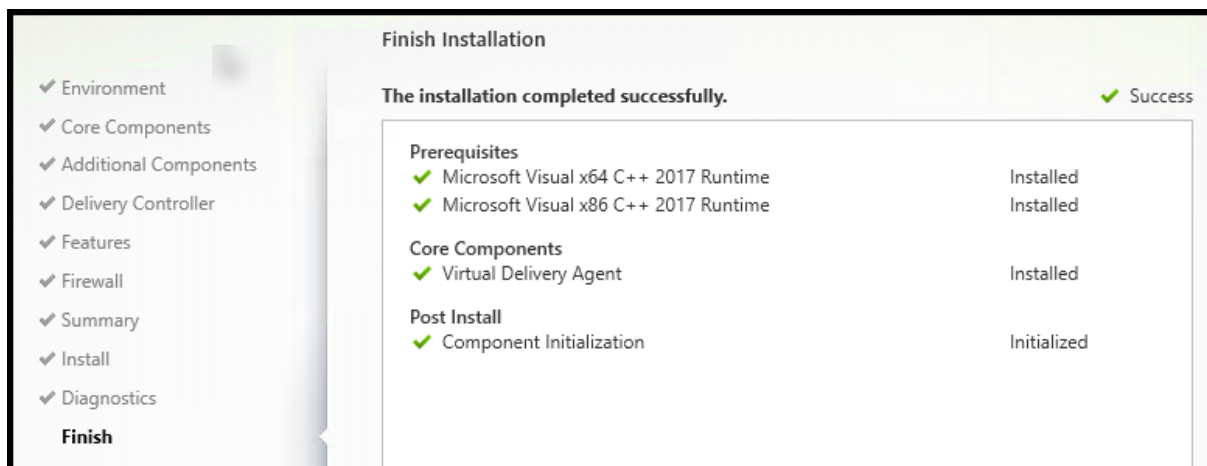 Environment
Core Components
Additional Components
Delivery Controller
Features
Firewall
Summary
Install
Diagnostics
Finish
Finish Installation
The installation completed successfully. Success
Prerequisites
Microsoft Visual x64 C++ 2017 Runtime Installed
Microsoft Visual x86 C++ 2017 Runtime Installed
Core Components
Virtual Delivery Agent Installed
Post Install
Component Initialization Initialized